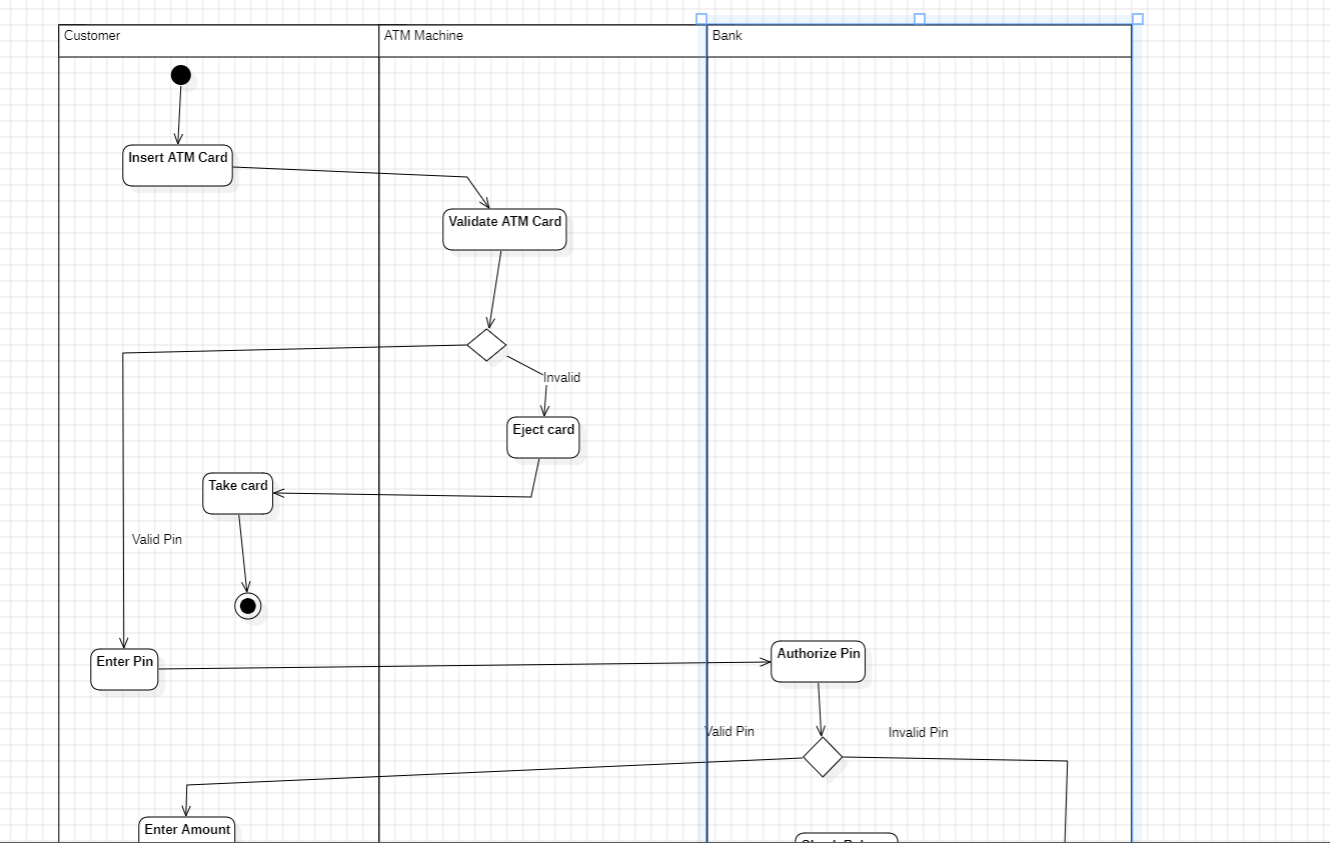 Customer
ATM Machine
Bank
Insert ATM Card
Validate ATM Card
Invalid
Eject card
Take card
Valid Pin
Enter Pin
Authorize Pin
Valid Pin
Invalid Pin
Enter Amount